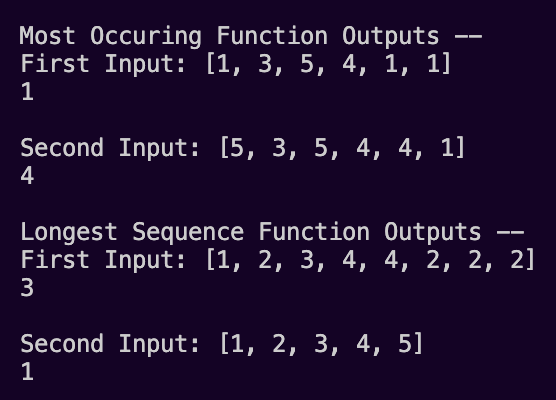 Most Occuring Function Outputs --
First Input: [1, 3, 5, 4, 1, 1]
1
Second Input: [5, 3, 5, 4, 4, 1]
4
Longest Sequence Function Outputs --
First Input: [1, 2, 3, 4, 4, 2, 2, 2]
3
Second Input: [1, 2, 3, 4, 5]
1